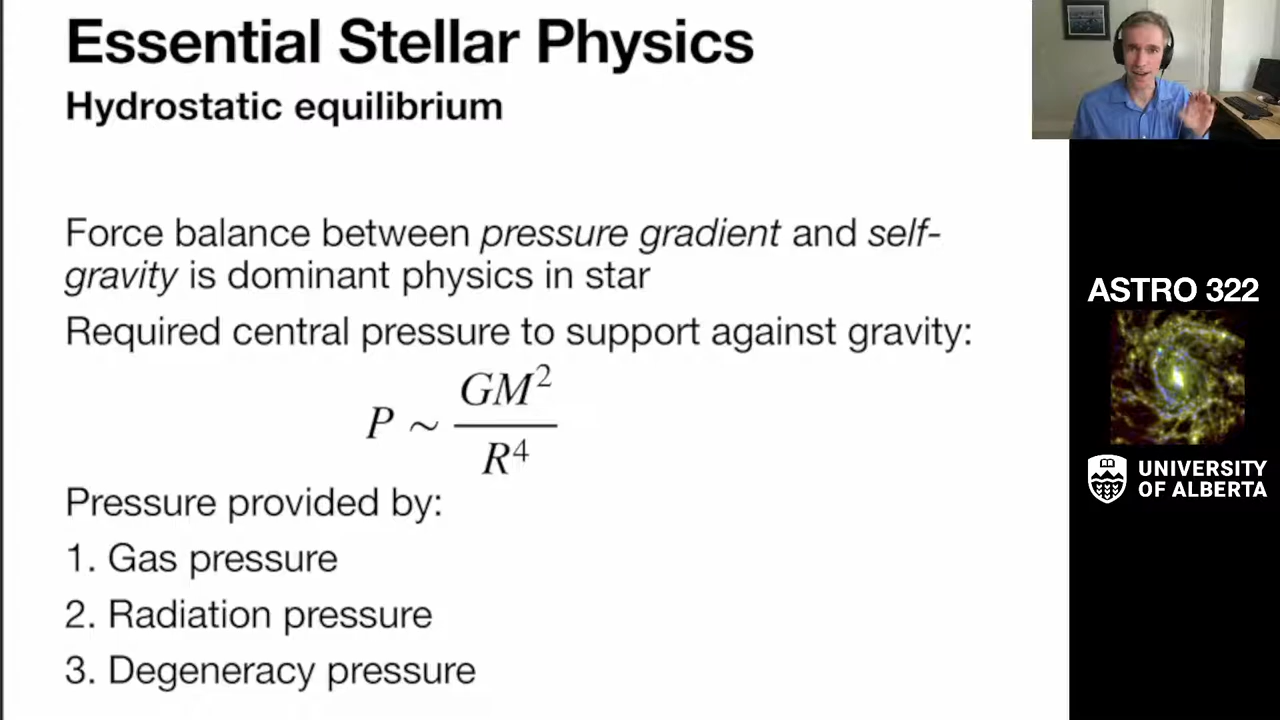 Essential Stellar Physics
Hydrostatic equilibrium
Force balance between pressure gradient and self-
gravity is dominant physics in star
Required central pressure to support against gravity:
P ~ GM²/R⁴
Pressure provided by:
1. Gas pressure
2. Radiation pressure
3. Degeneracy pressure
ASTRO 322
UNIVERSITY
OF ALBERTA